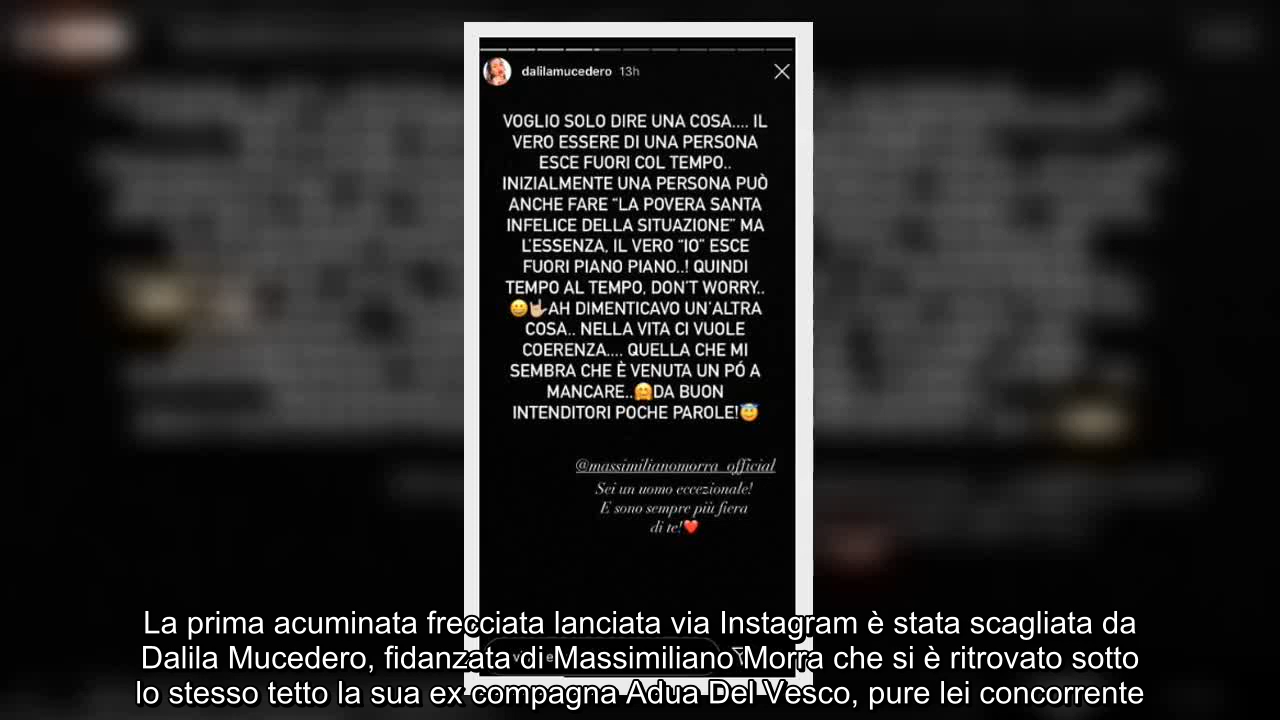 dalilamucedero 13h
VOGLIO SOLO DIRE UNA COSA.... IL
VERO ESSERE DI UNA PERSONA
ESCE FUORI COL TEMPO..
INIZIALMENTE UNA PERSONA PUÒ
ANCHE FARE “LA POVERA SANTA
INFELICE DELLA SITUAZIONE” MA
L’ESSENZA, IL VERO “IO” ESCE
FUORI PIANO PIANO..! QUINDI
TEMPO AL TEMPO, DON’T WORRY..
😀🤟🏼AH DIMENTICAVO UN’ALTRA
COSA.. NELLA VITA CI VUOLE
COERENZA.... QUELLA CHE MI
SEMBRA CHE È VENUTA UN PÓ A
MANCARE..🤗DA BUON
INTENDITORI POCHE PAROLE!😇
@massimilianomorra_official
Sei un uomo eccezionale!
E sono sempre più fiera
di te!❤️
La prima acuminata frecciata lanciata via Instagram è stata scagliata da
Dalila Mucedero, fidanzata di Massimiliano Morra che si è ritrovato sotto
lo stesso tetto la sua ex compagna Adua Del Vesco, pure lei concorrente